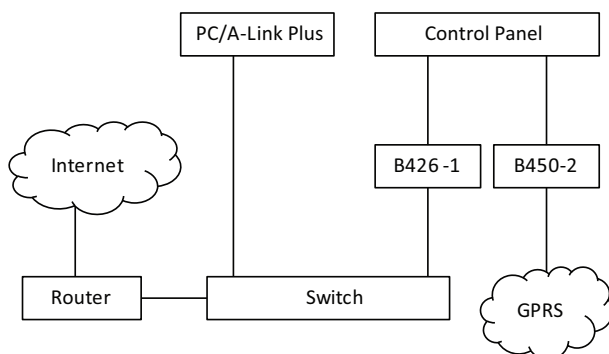 PC/A-Link Plus
Control Panel
Internet
B426 -1
B450-2
Router
Switch
GPRS